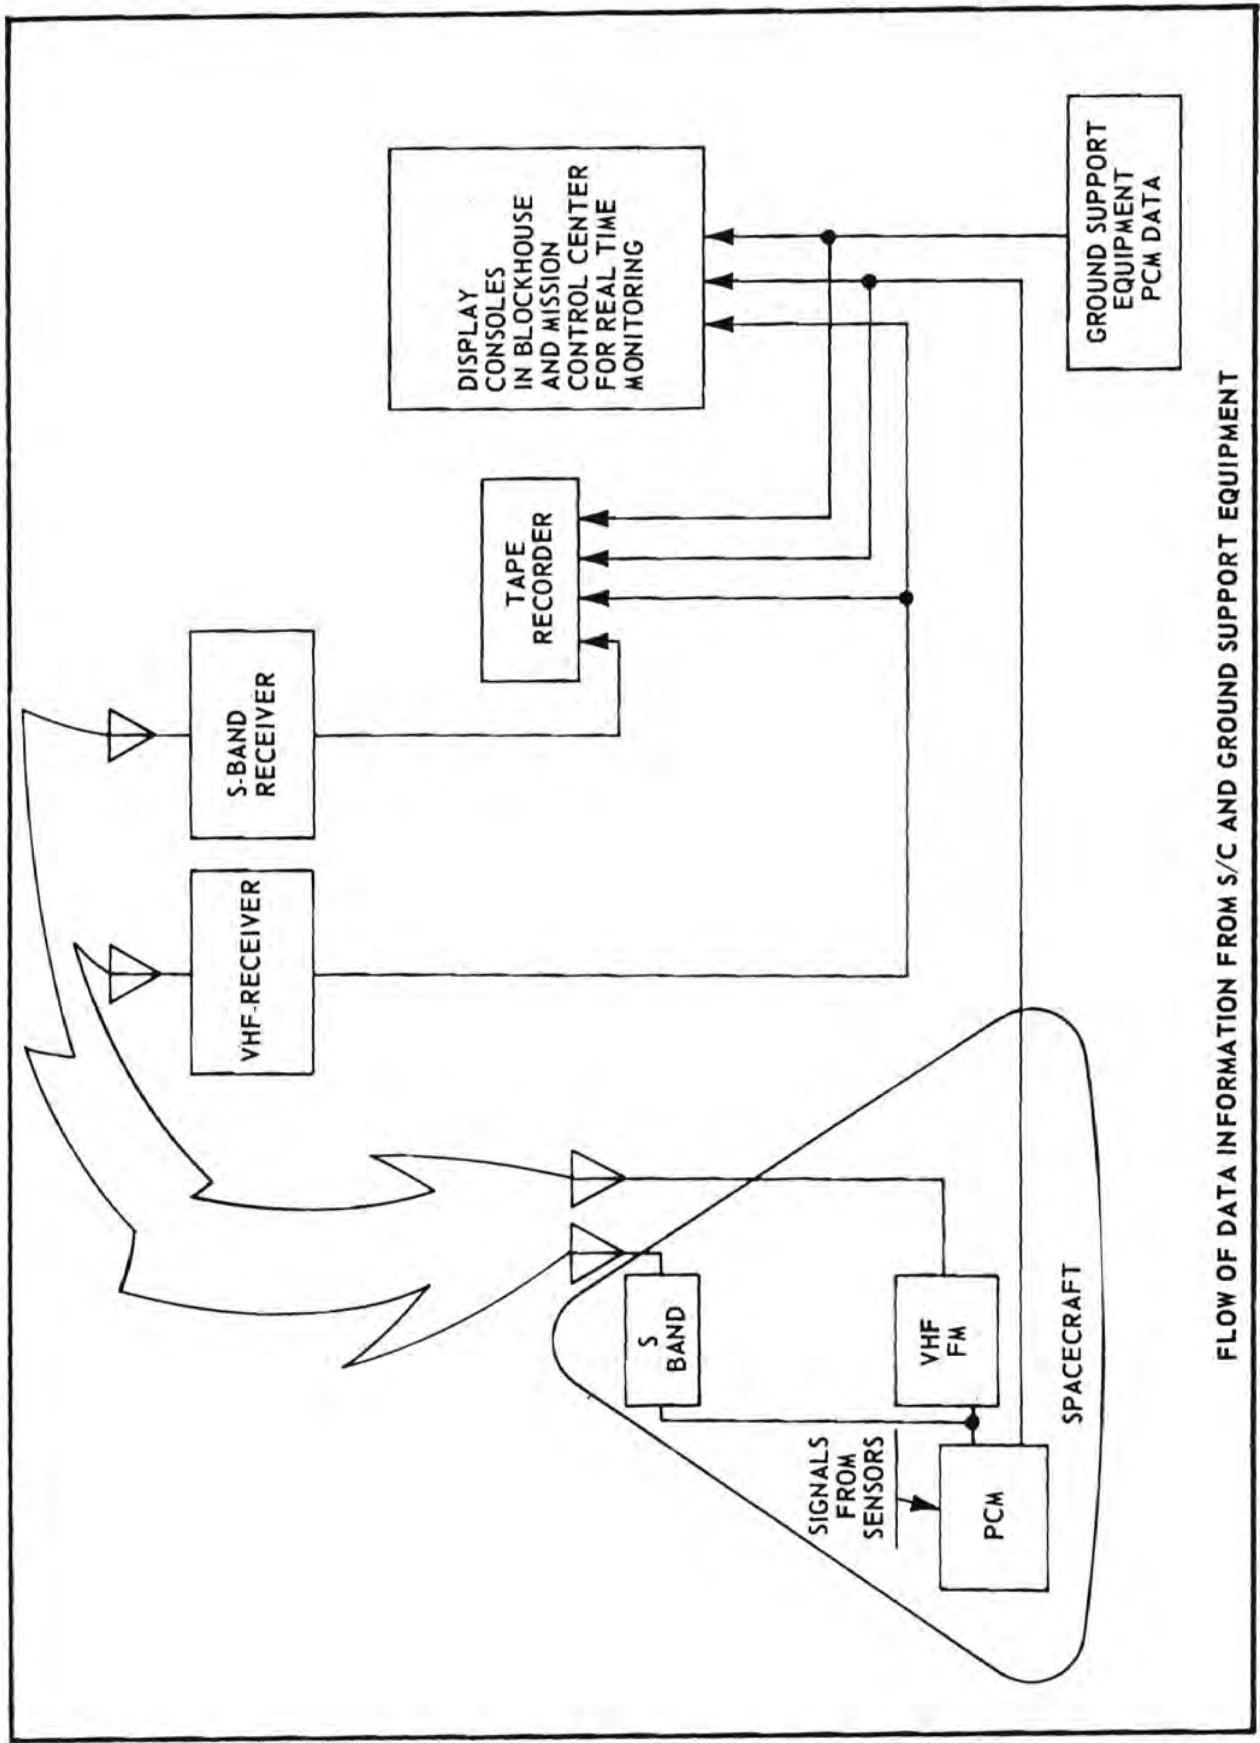 S-BAND
RECEIVER
VHF-RECEIVER
TAPE
RECORDER
DISPLAY
CONSOLES
IN BLOCKHOUSE
AND MISSION
CONTROL CENTER
FOR REAL TIME
MONITORING
S
BAND
SIGNALS
FROM
SENSORS
VHF
FM
PCM
SPACECRAFT
GROUND SUPPORT
EQUIPMENT
PCM DATA
FLOW OF DATA INFORMATION FROM S/C AND GROUND SUPPORT EQUIPMENT